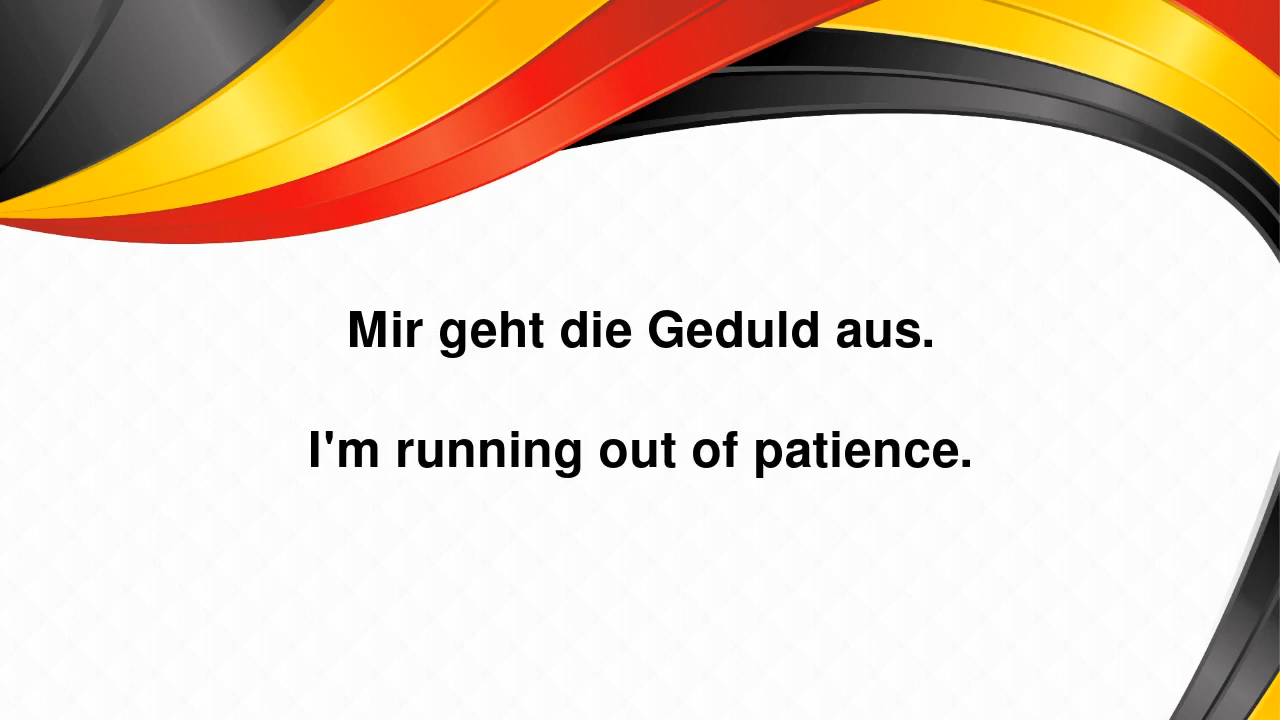 Mir geht die Geduld aus.
I'm running out of patience.